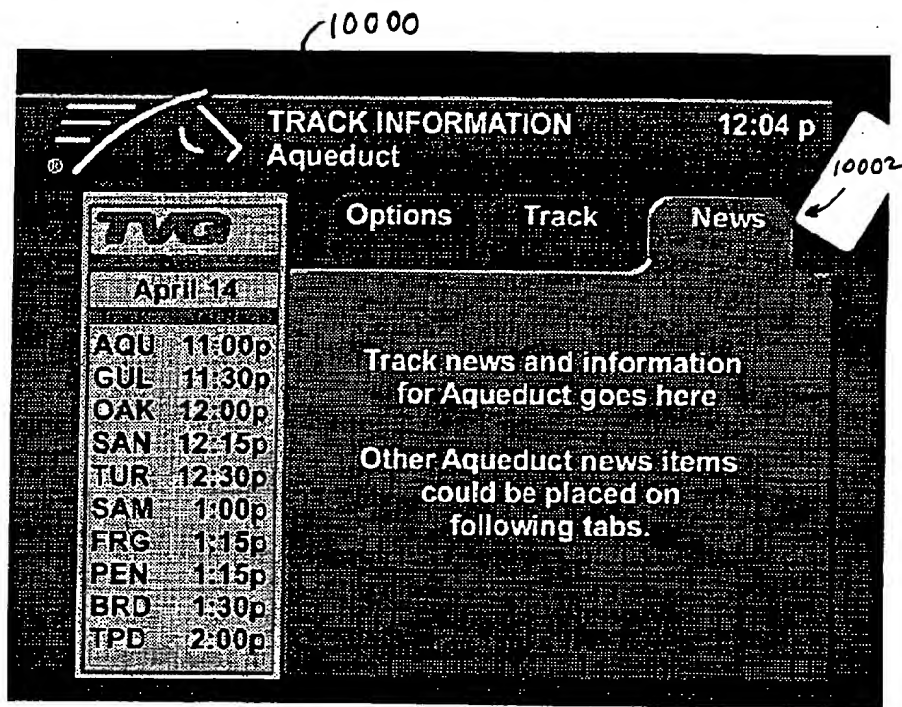 10000
TRACK INFORMATION
12:04 p
Aqueduct
10002
®
TVG
Options
Track
News
April 14
AQU 11:00p
GUL 11:30p
OAK 12:00p
SAN 12:15p
TUR 12:30p
SAM 1:00p
FRG 1:15p
PEN 1:15p
BRD 1:30p
TPD 2:00p
Track news and information
for Aqueduct goes here
Other Aqueduct news items
could be placed on
following tabs.